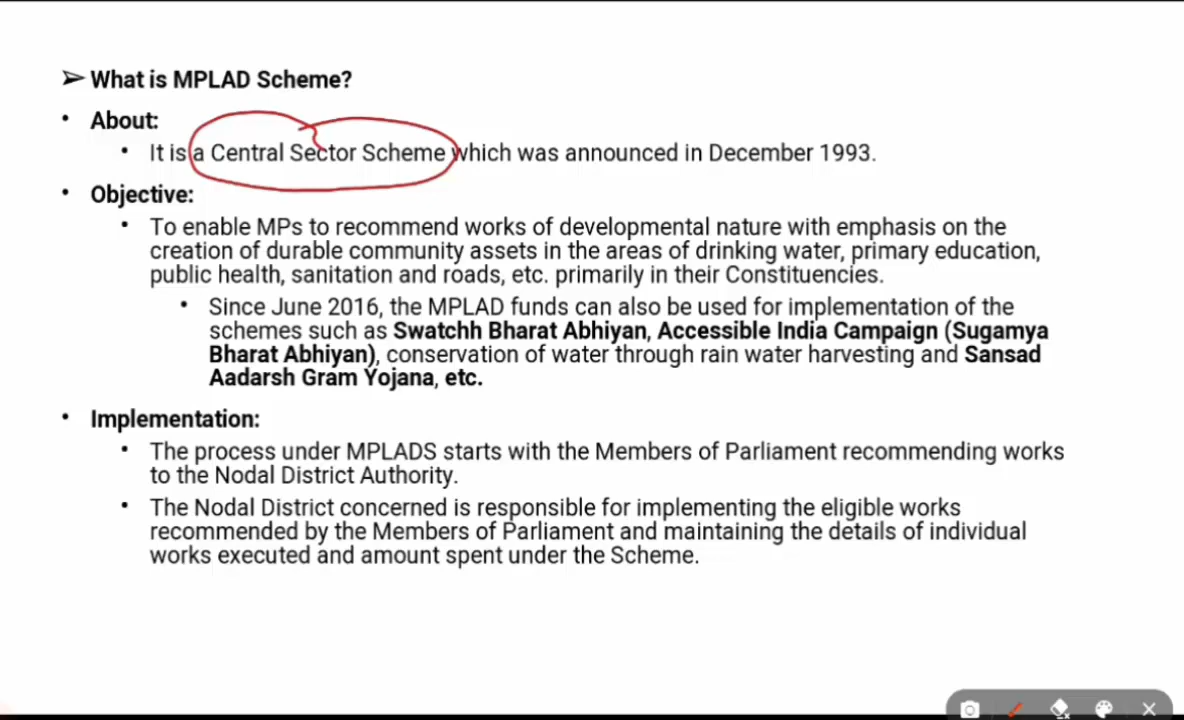 ➢ What is MPLAD Scheme?
• About:
• It is a Central Sector Scheme which was announced in December 1993.
• Objective:
• To enable MPs to recommend works of developmental nature with emphasis on the
creation of durable community assets in the areas of drinking water, primary education,
public health, sanitation and roads, etc. primarily in their Constituencies.
• Since June 2016, the MPLAD funds can also be used for implementation of the
schemes such as Swatchh Bharat Abhiyan, Accessible India Campaign (Sugamya
Bharat Abhiyan), conservation of water through rain water harvesting and Sansad
Aadarsh Gram Yojana, etc.
• Implementation:
• The process under MPLADS starts with the Members of Parliament recommending works
to the Nodal District Authority.
• The Nodal District concerned is responsible for implementing the eligible works
recommended by the Members of Parliament and maintaining the details of individual
works executed and amount spent under the Scheme.